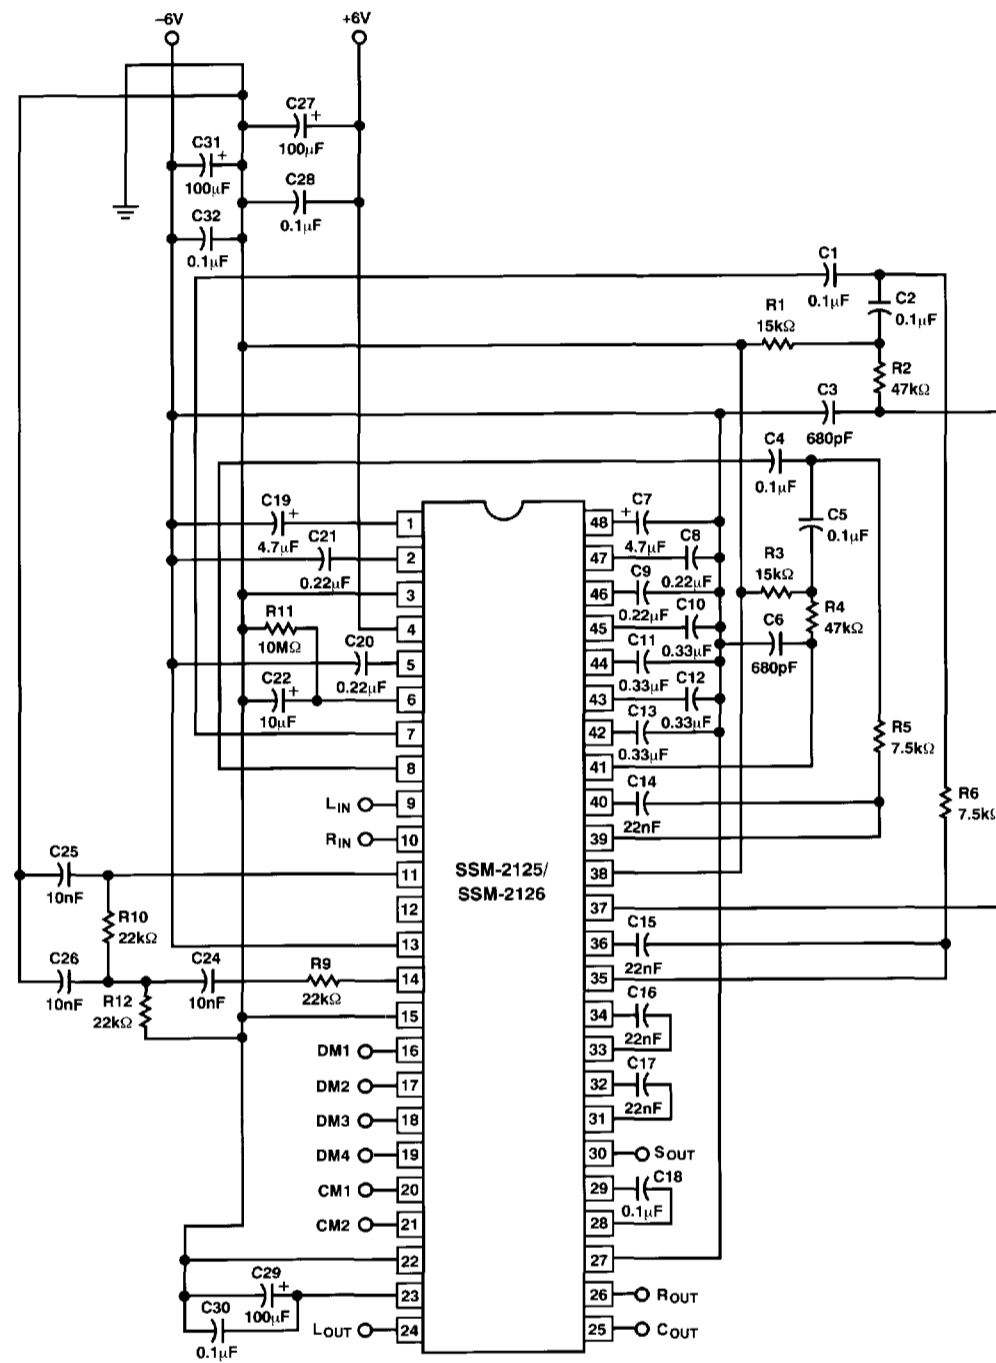 –6V
+6V
C27
+
100µF
C31
+
100µF
C28
0.1µF
C32
0.1µF
C1
0.1µF
C2
0.1µF
R1
15kΩ
R2
47kΩ
C3
680pF
C4
0.1µF
C5
0.1µF
R3
15kΩ
R4
47kΩ
C6
680pF
R5
7.5kΩ
R6
C19
+
4.7µF
C21
0.22µF
R11
10MΩ
C20
0.22µF
C22
+
10µF
LIN
RIN
C25
10nF
R10
22kΩ
C26
10nF
R12
22kΩ
C24
10nF
R9
22kΩ
DM1
DM2
DM3
DM4
CM1
CM2
C29
+
100µF
C30
0.1µF
LOUT
1
2
3
4
5
6
7
8
9
10
11
12
13
14
15
16
17
18
19
20
21
22
23
24
SSM-2125/
SSM-2126
48
47
46
45
44
43
42
41
40
39
38
37
36
35
34
33
32
31
30
29
28
27
26
25
+
C7
4.7µF
C8
0.22µF
C9
0.22µF
C10
0.33µF
C11
0.33µF
C12
0.33µF
C13
0.33µF
C14
22nF
C15
22nF
C16
22nF
C17
22nF
SOUT
C18
0.1µF
ROUT
COUT